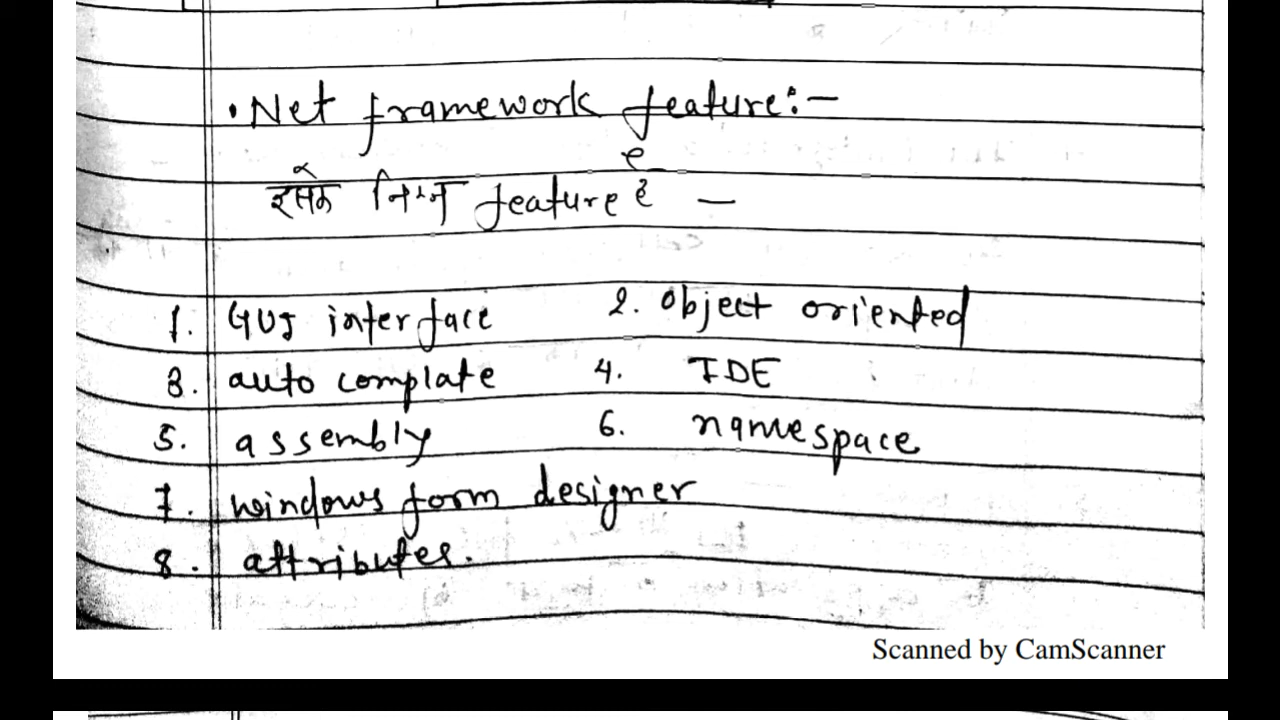 .Net framework feature:-
इसके निम्न feature है -
1. GUI interface 2. Object oriented
3. auto complate 4. IDE
5. assembly 6. namespace
7. windows form designer
8. attributes.
Scanned by CamScanner